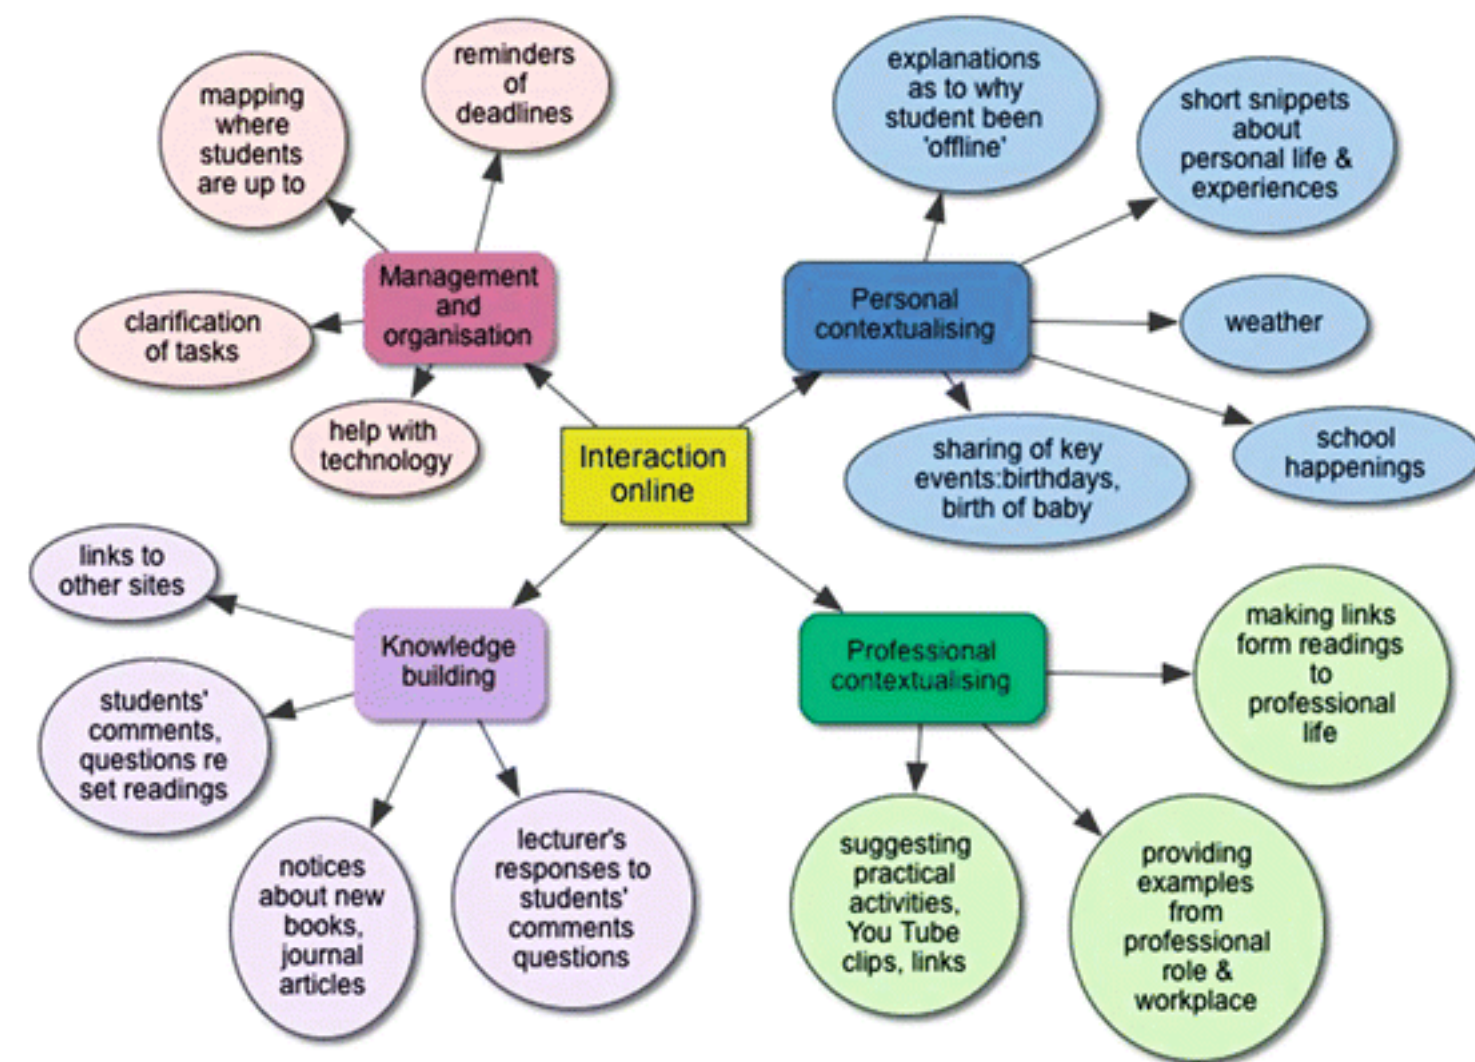 reminders
of
deadlines
mapping
where
students
are up to
Management
and
organisation
clarification
of tasks
help with
technology
explanations
as to why
student been
'offline'
short snippets
about
personal life &
experiences
Personal
contextualising
weather
school
happenings
sharing of key
events:birthdays,
birth of baby
Interaction
online
links to
other sites
Knowledge
building
students'
comments,
questions re
set readings
notices
about new
books,
journal
articles
lecturer's
responses to
students'
comments
questions
Professional
contextualising
making links
form readings
to
professional
life
suggesting
practical
activities,
You Tube
clips, links
providing
examples
from
professional
role &
workplace